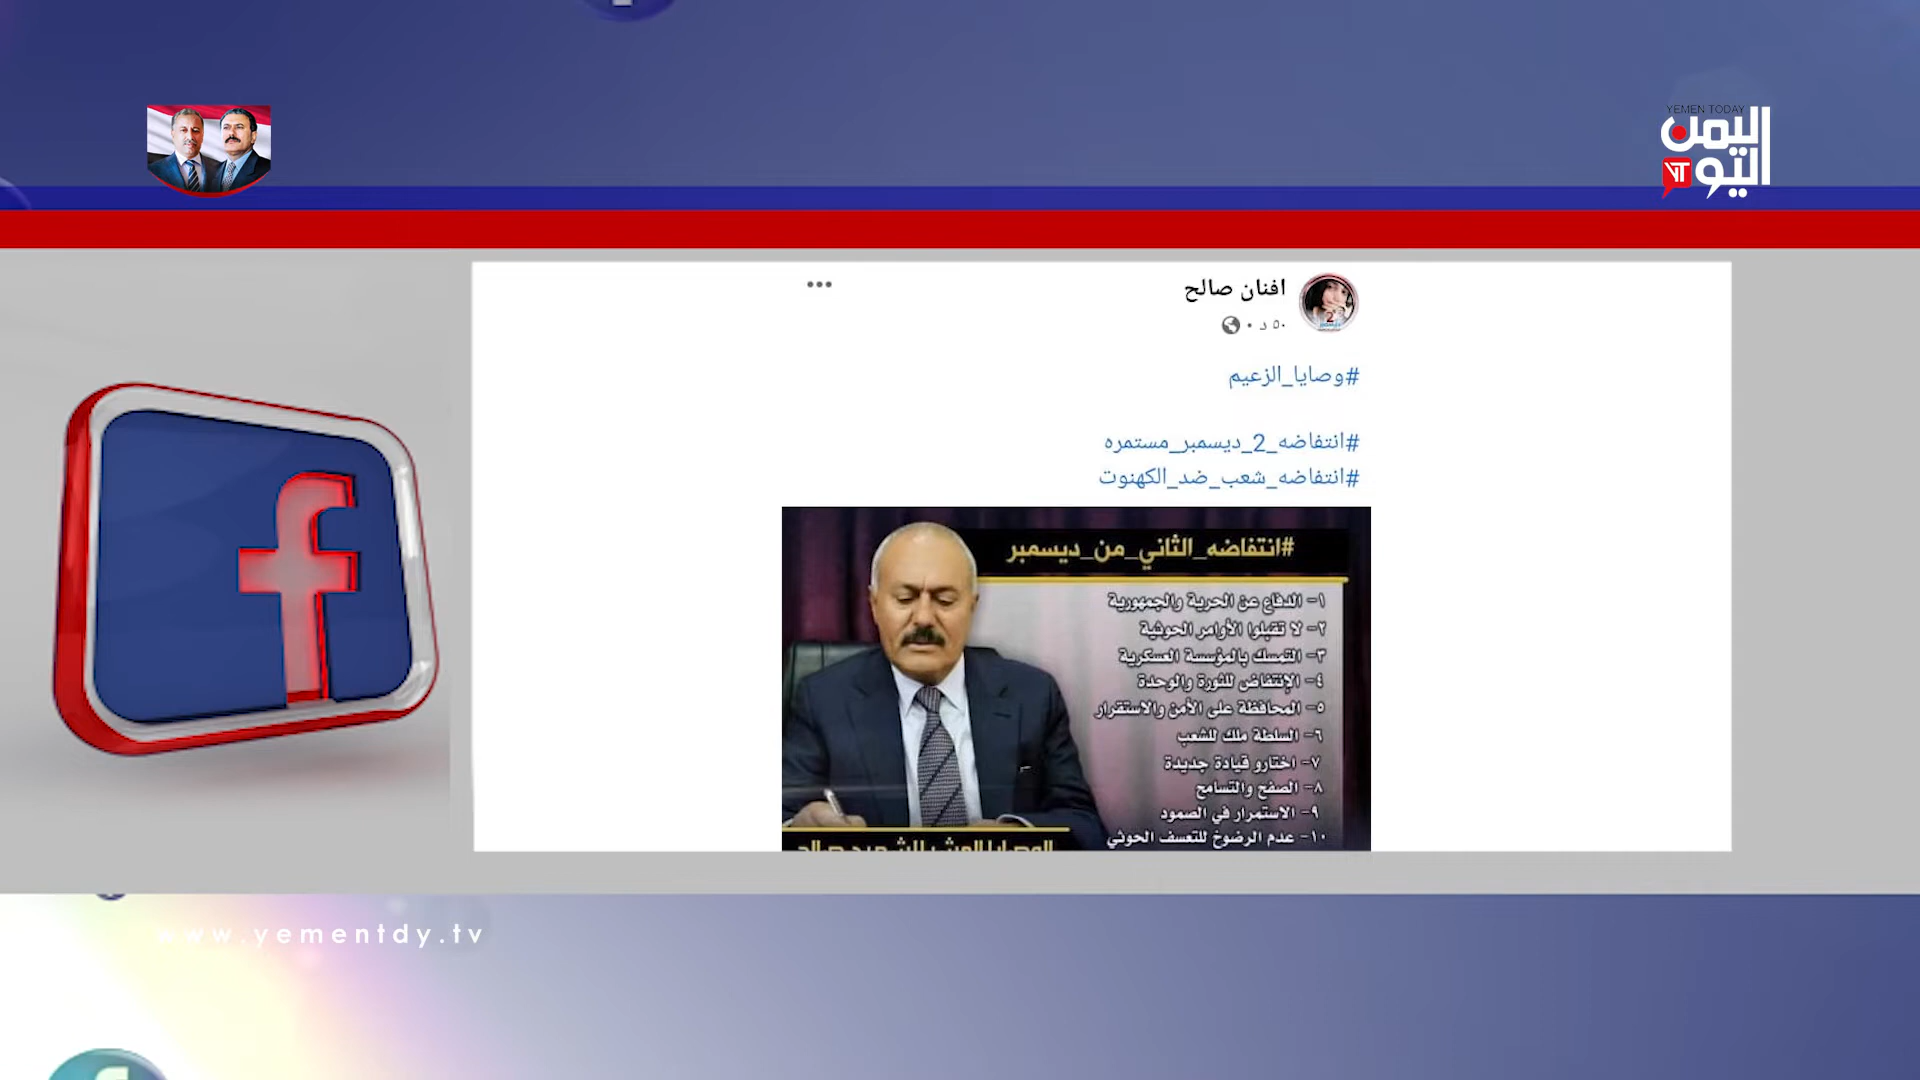 YEMEN TODAY
اليمن
اليوم
YT
افنان صالح
٥٠ د •
#وصايا_الزعيم
#انتفاضه_2_ديسمبر_مستمره
#انتفاضه_شعب_ضد_الكهنوت
#انتفاضه_الثاني_من_ديسمبر
١- الدفاع عن الحرية والجمهورية
٢- لا تقبلوا الأوامر الحوثية
٣- التمسك بالمؤسسة العسكرية
٤- الإنتفاض للثورة والوحدة
٥- المحافظة على الأمن والاستقرار
٦- السلطة ملك للشعب
٧- اختارو قيادة جديدة
٨- الصفح والتسامح
٩- الاستمرار في الصمود
١٠- عدم الرضوخ للتعسف الحوثي
www.yementdy.tv